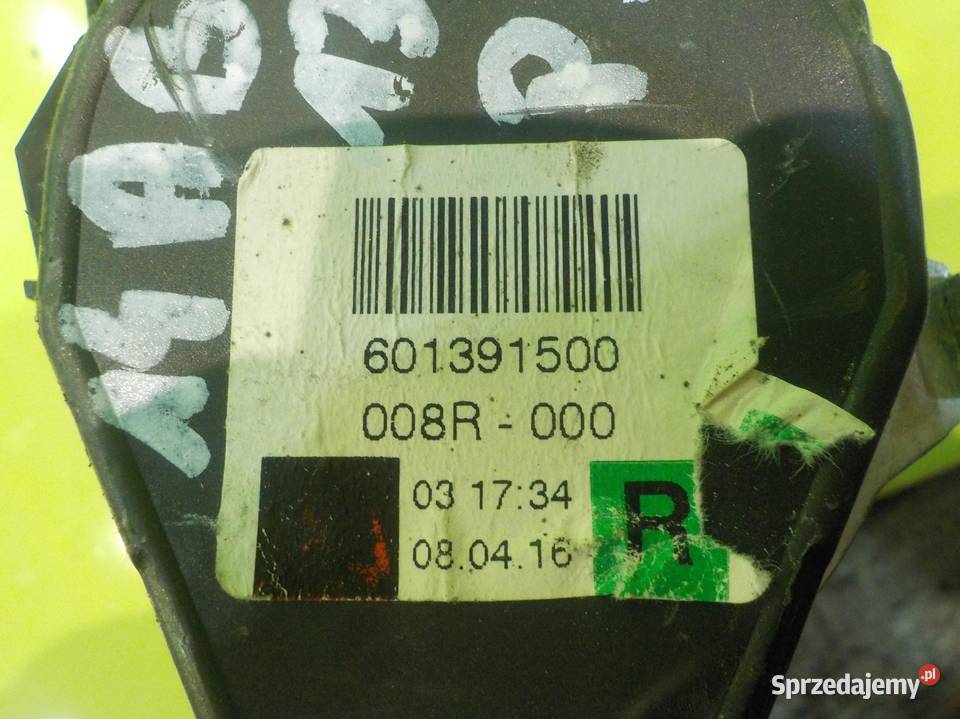 601391500
008R - 000
03 17:34
08.04.16
R
Sprzedajemy.pl